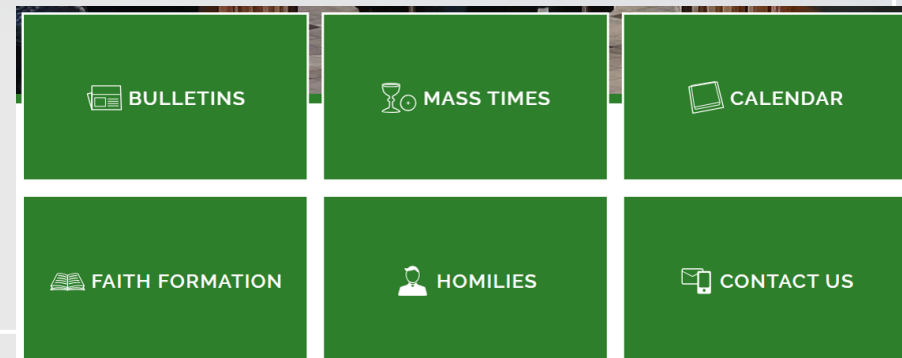 BULLETINS
MASS TIMES
CALENDAR
FAITH FORMATION
HOMILIES
CONTACT US